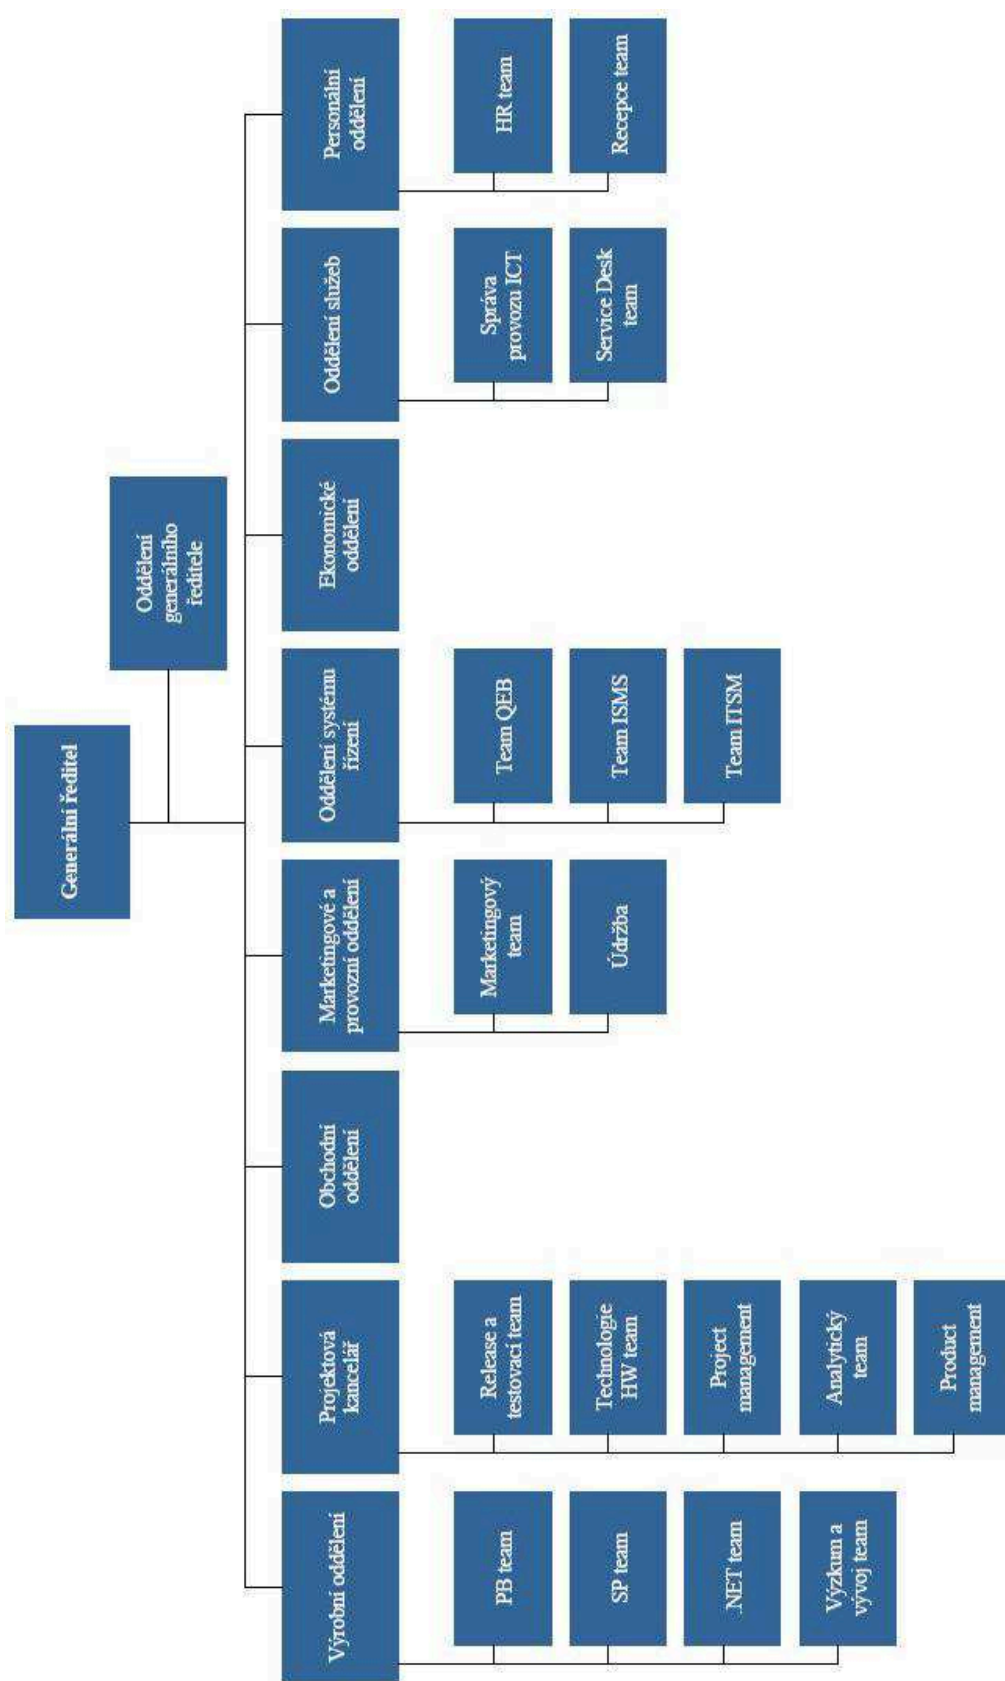 Generální ředitel
Oddělení
generálního
ředitele
Výrobní oddělení
PB team
SP team
.NET team
Výzkum a
vývoj team
Projektová
kancelář
Release a
testovací team
Technologie
HW team
Project
management
Analytický
team
Product
management
Obchodní
oddělení
Marketingové a
provozní oddělení
Marketingový
team
Údržba
Oddělení systému
řízení
Team QEB
Team ISMS
Team ITSM
Ekonomické
oddělení
Oddělení služeb
Správa
provozu ICT
Service Desk
team
Personální
oddělení
HR team
Recepce team